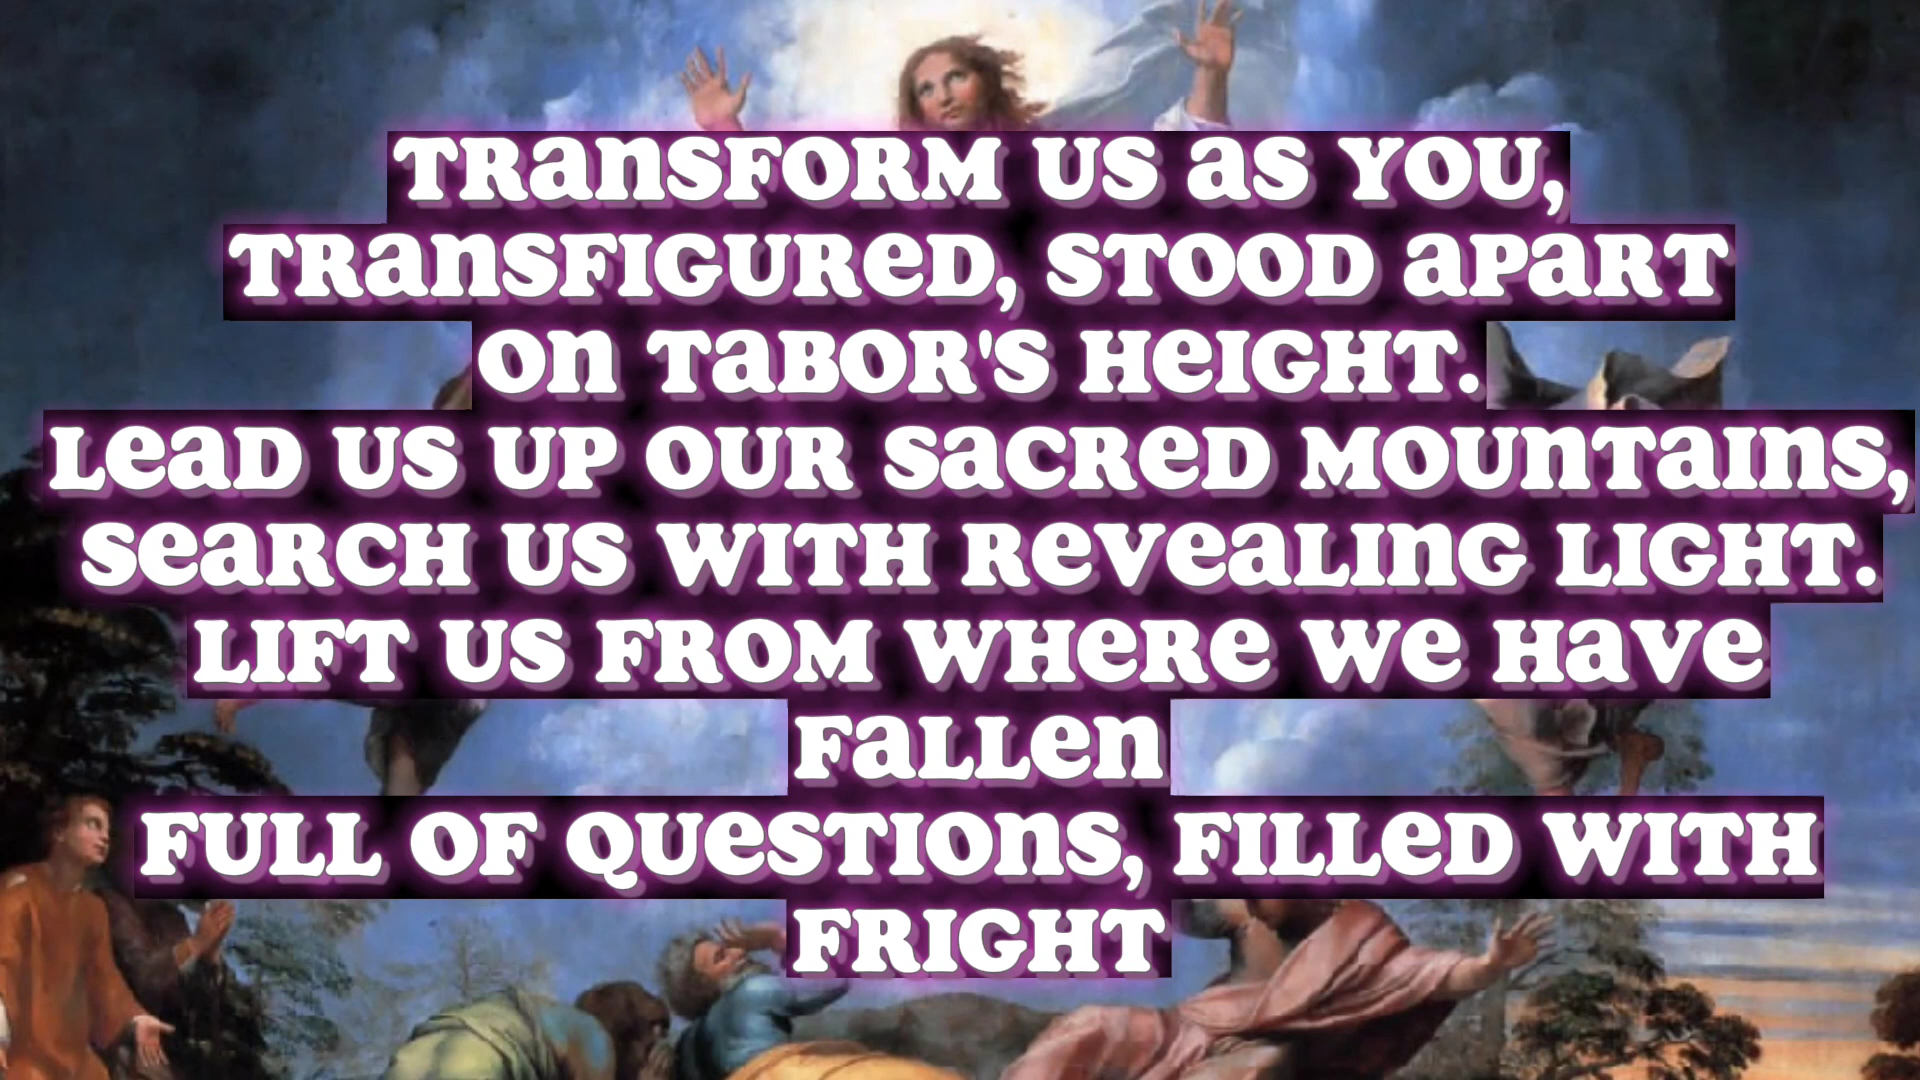 TRANSFORM US AS YOU,
TRANSFIGURED, STOOD APART
ON TABOR'S HEIGHT.
LEAD US UP OUR SACRED MOUNTAINS,
SEARCH US WITH REVEALING LIGHT.
LIFT US FROM WHERE WE HAVE
FALLEN
FULL OF QUESTIONS, FILLED WITH
FRIGHT